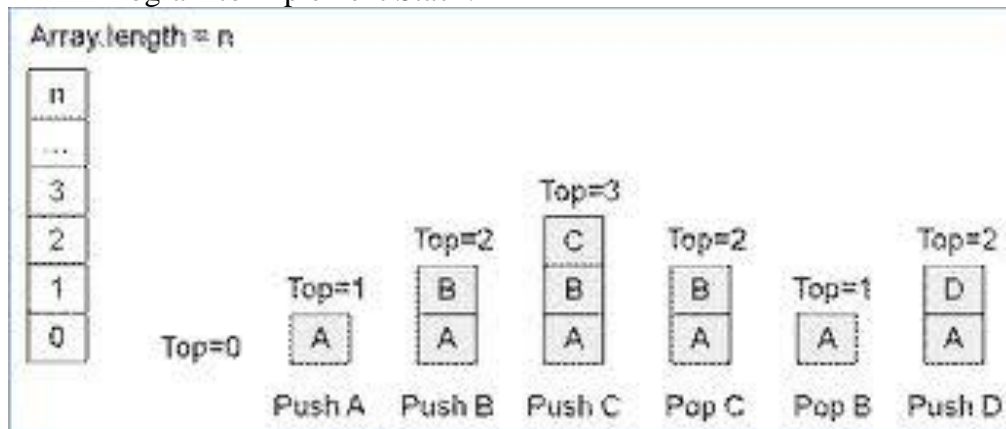 Array.length = n
n
...
3
2
1
0
Top=0
Top=1
A
Push A
Top=2
B
A
Push B
Top=3
C
B
A
Push C
Top=2
B
A
Pop C
Top=1
A
Pop B
Top=2
D
A
Push D